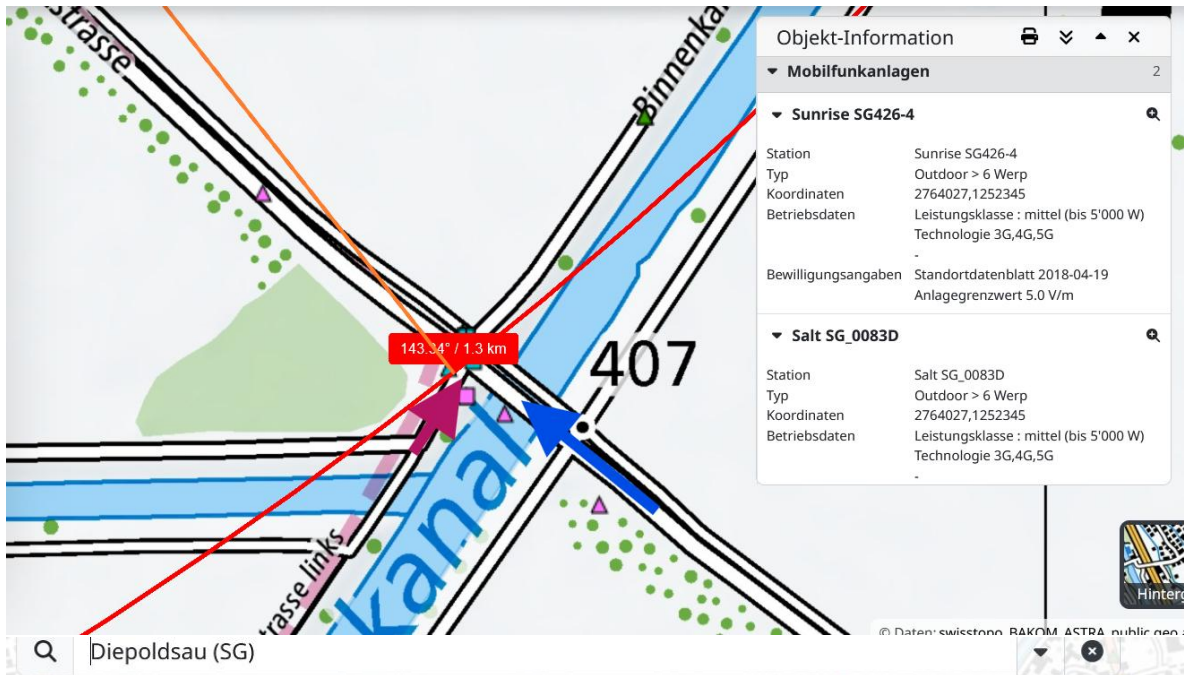 strasse
Binnenka
143.34° / 1.3 km
407
kanal
trasse links
Objekt-Information
Mobilfunkanlagen 2
Sunrise SG426-4
Station Sunrise SG426-4
Typ Outdoor > 6 Werp
Koordinaten 2764027,1252345
Betriebsdaten Leistungsklasse : mittel (bis 5'000 W)
Technologie 3G,4G,5G
-
Bewilligungsangaben Standortdatenblatt 2018-04-19
Anlagegrenzwert 5.0 V/m
Salt SG_0083D
Station Salt SG_0083D
Typ Outdoor > 6 Werp
Koordinaten 2764027,1252345
Betriebsdaten Leistungsklasse : mittel (bis 5'000 W)
Technologie 3G,4G,5G
-
Hinterg
© Daten: swisstopo, BAKOM, ASTRA, public.geo.a
Diepoldsau (SG)